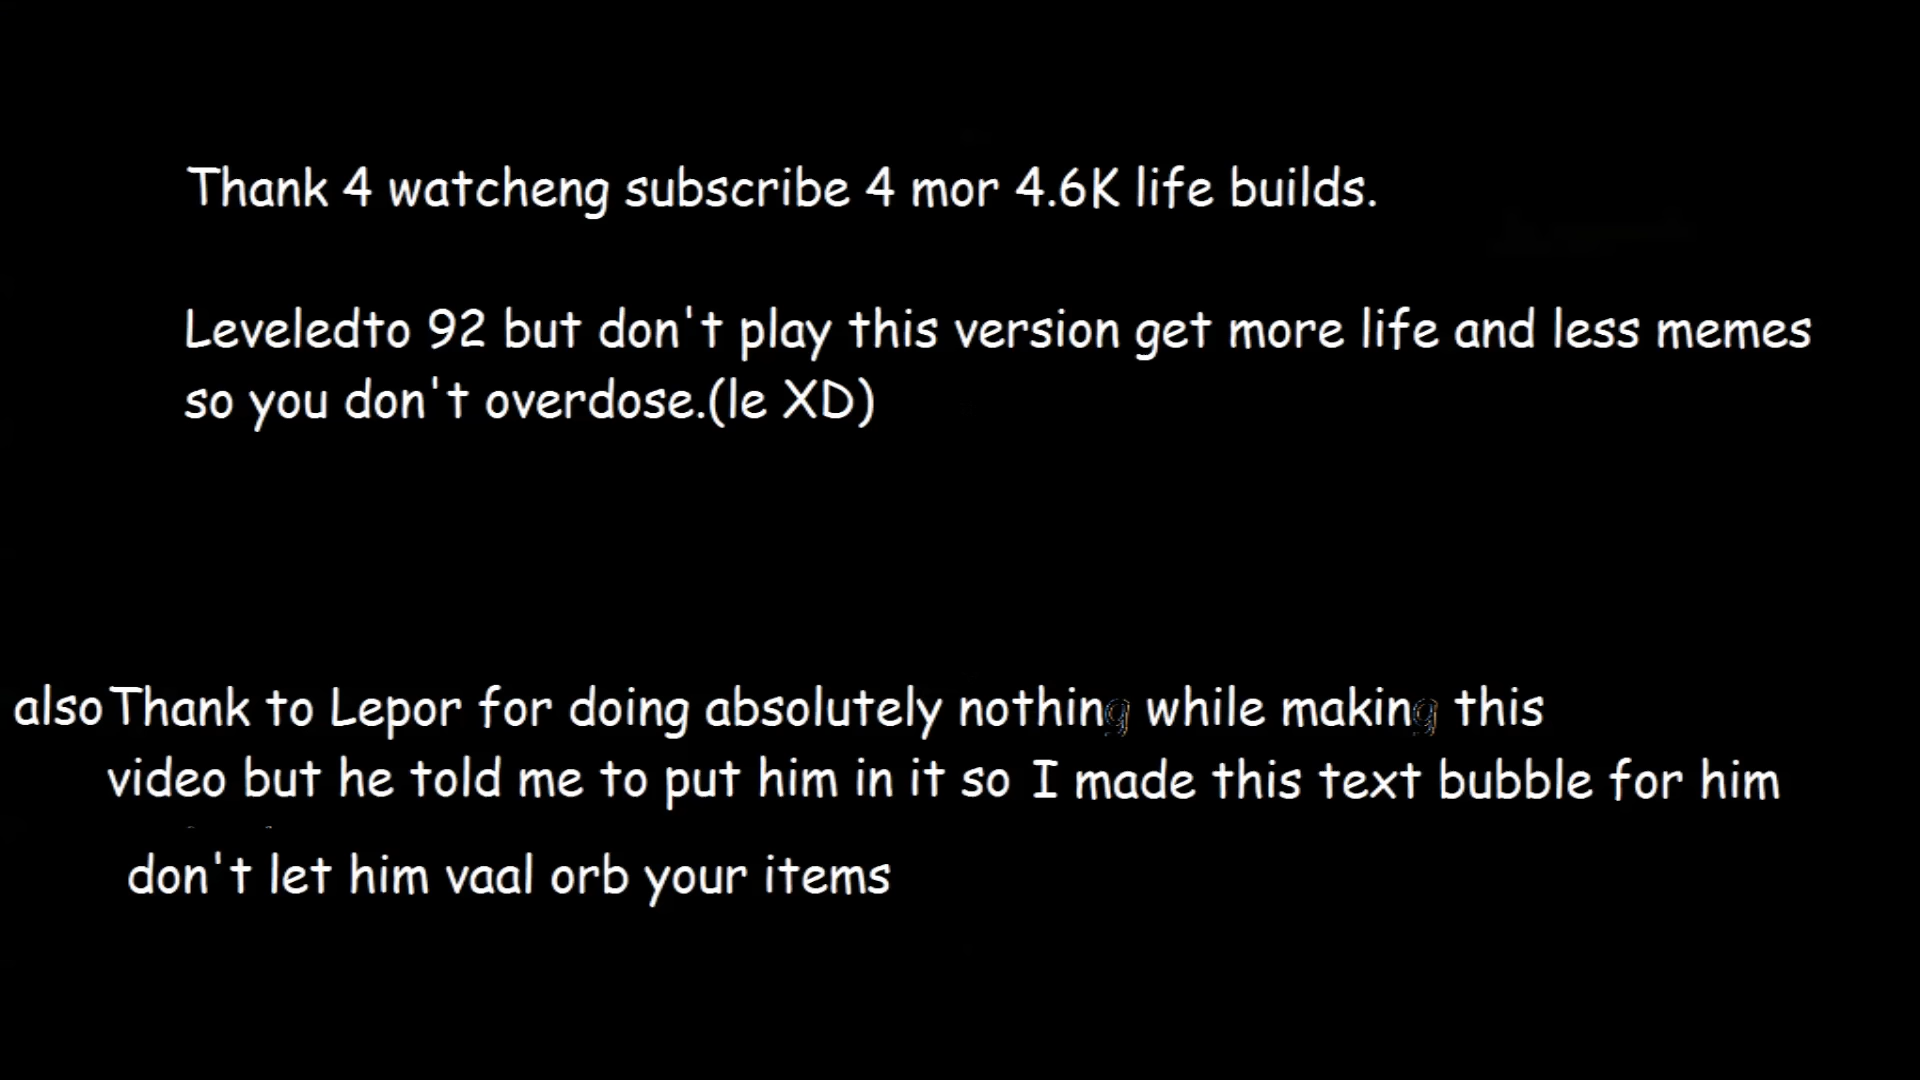 Thank 4 watcheng subscribe 4 mor 4.6K life builds.
Leveledto 92 but don't play this version get more life and less memes
so you don't overdose.(le XD)
also Thank to Lepor for doing absolutely nothing while making this
video but he told me to put him in it so I made this text bubble for him
don't let him vaal orb your items